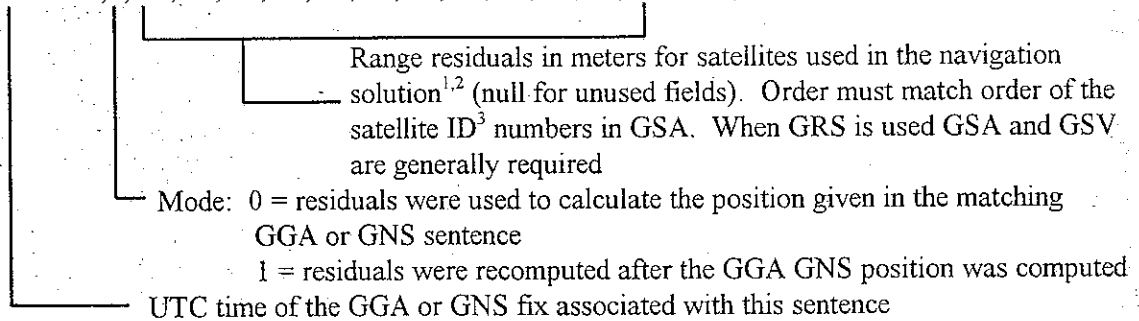 Range residuals in meters for satellites used in the navigation
solution1,2 (null for unused fields). Order must match order of the
satellite ID3 numbers in GSA. When GRS is used GSA and GSV
are generally required
Mode: 0 = residuals were used to calculate the position given in the matching
GGA or GNS sentence
1 = residuals were recomputed after the GGA GNS position was computed
UTC time of the GGA or GNS fix associated with this sentence